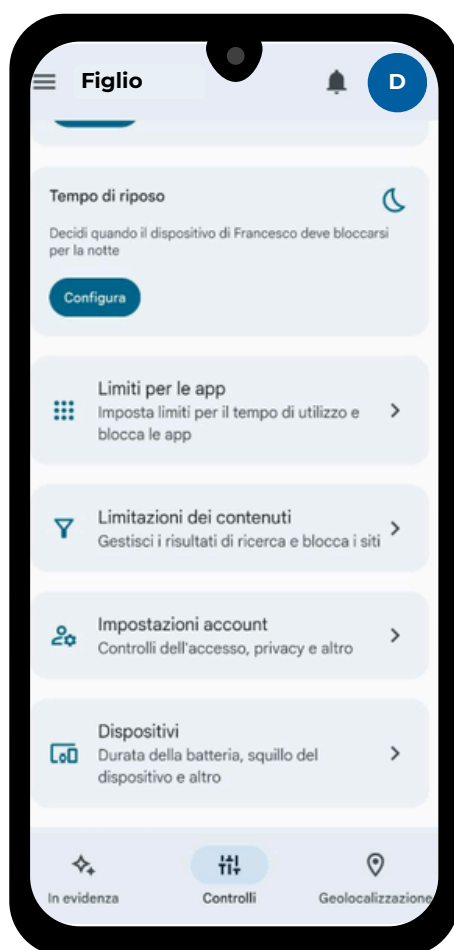 Figlio
D
Tempo di riposo
Decidi quando il dispositivo di Francesco deve bloccarsi
per la notte
Configura
Limiti per le app
Imposta limiti per il tempo di utilizzo e
blocca le app
Limitazioni dei contenuti
Gestisci i risultati di ricerca e blocca i siti
Impostazioni account
Controlli dell'accesso, privacy e altro
Dispositivi
Durata della batteria, squillo del
dispositivo e altro
In evidenza
Controlli
Geolocalizzazione